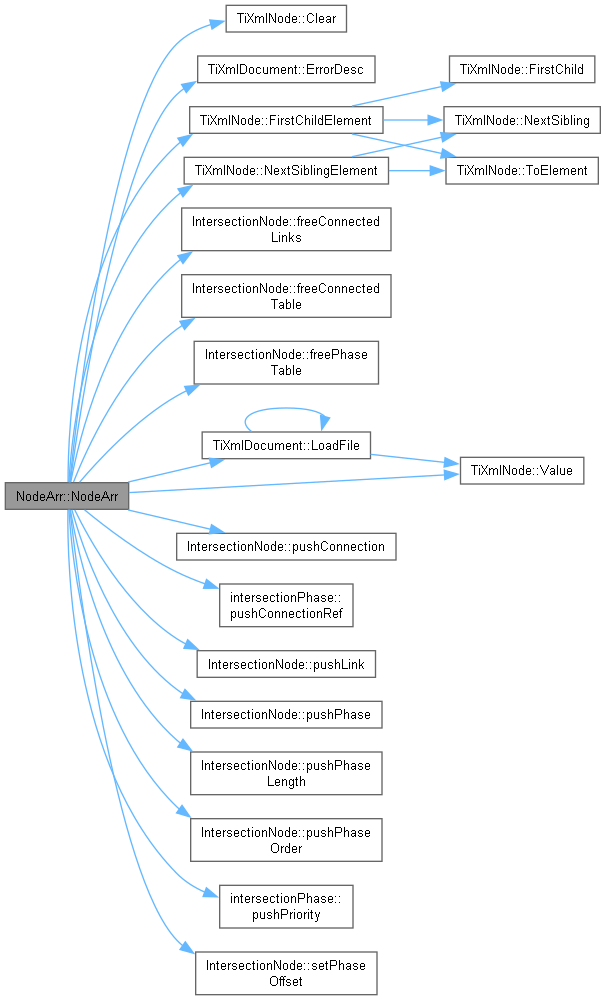 TiXmlNode::Clear
TiXmlDocument::ErrorDesc
TiXmlNode::FirstChild
TiXmlNode::FirstChildElement
TiXmlNode::NextSibling
TiXmlNode::NextSiblingElement
TiXmlNode::ToElement
IntersectionNode::freeConnected
Links
IntersectionNode::freeConnected
Table
IntersectionNode::freePhase
Table
TiXmlDocument::LoadFile
TiXmlNode::Value
NodeArr::NodeArr
IntersectionNode::pushConnection
intersectionPhase::
pushConnectionRef
IntersectionNode::pushLink
IntersectionNode::pushPhase
IntersectionNode::pushPhase
Length
IntersectionNode::pushPhase
Order
intersectionPhase::
pushPriority
IntersectionNode::setPhase
Offset